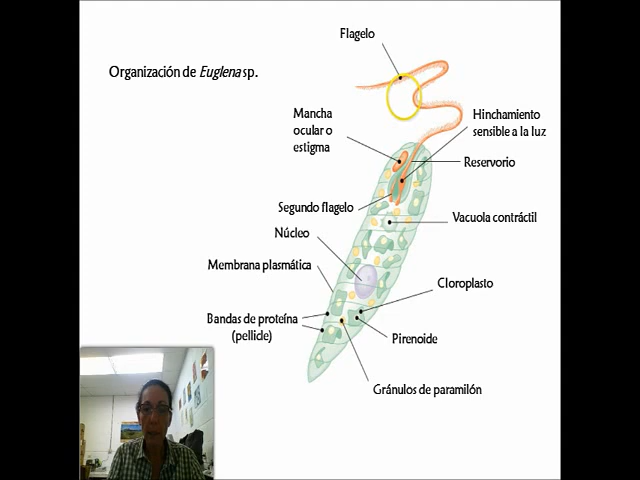 Flagelo
Organización de Euglena sp.
Mancha
ocular o
estigma
Hinchamiento
sensible a la luz
Reservorio
Segundo flagelo
Vacuola contráctil
Núcleo
Membrana plasmática
Cloroplasto
Bandas de proteína
(pellicle)
Pirenoide
Gránulos de paramilón